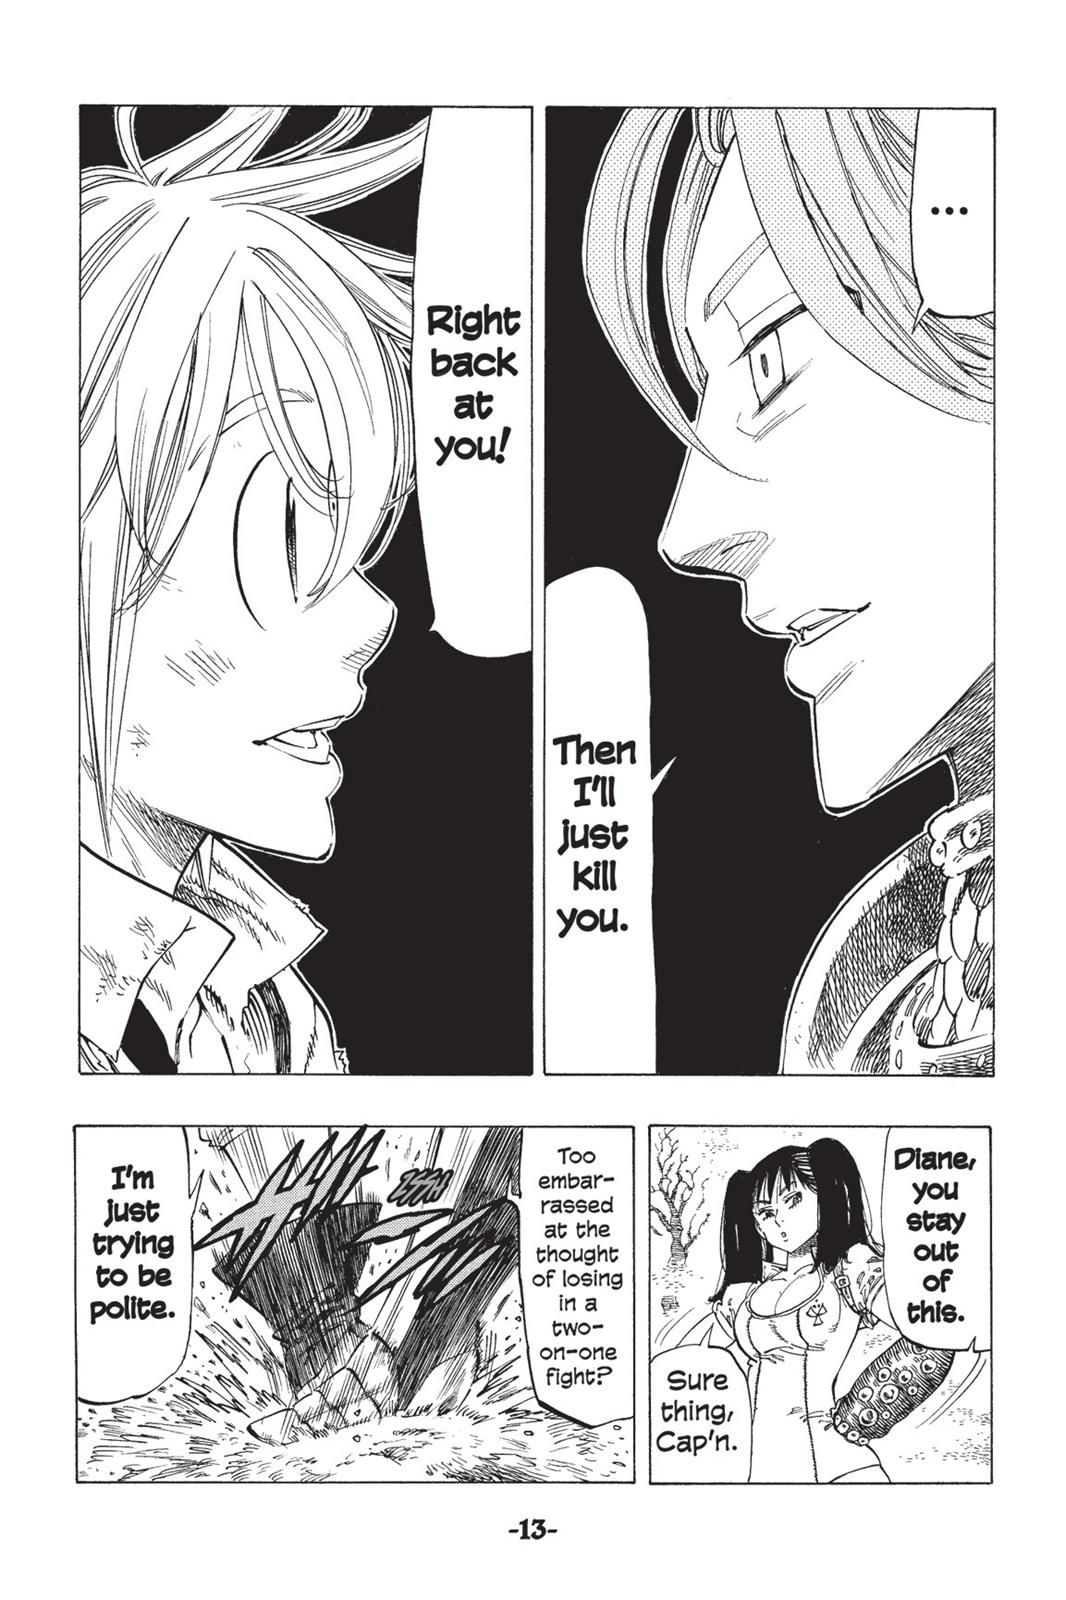 ...
Then
I'll
just
kill
you.
Right
back
at
you!
Diane,
you
stay
out
of
this.
Sure
thing,
Cap'n.
Too
embar-
rassed
at the
thought
of losing
in a
two-
on-one
fight?
I'm
just
trying
to be
polite.
-13-